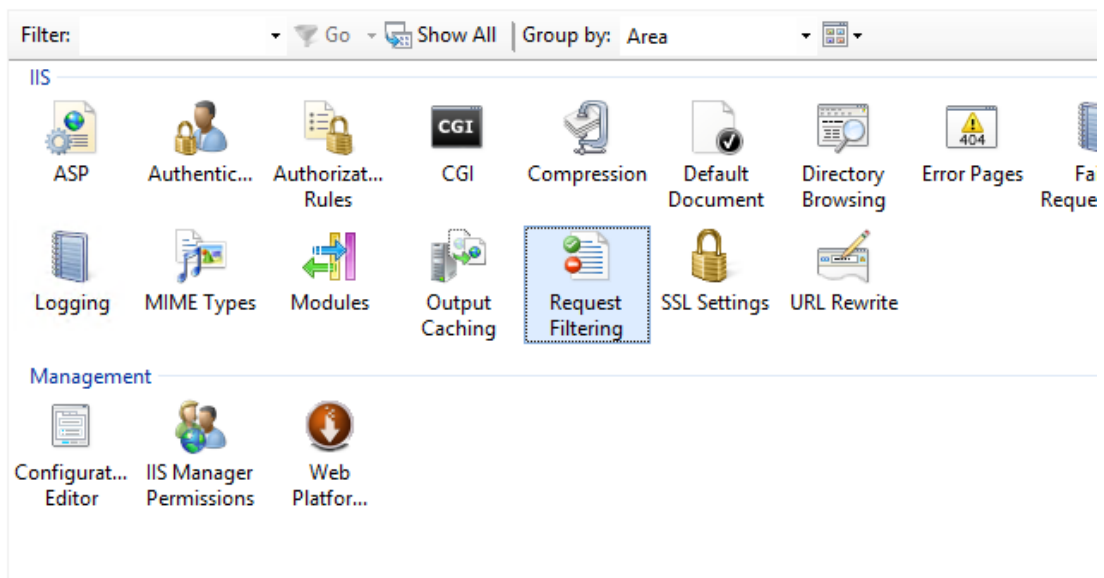 Filter: Go Show All Group by: Area
IIS
CGI
404
ASP Authentic... Authorizat... Rules CGI Compression Default Document Directory Browsing Error Pages Fai Reque
Logging MIME Types Modules Output Caching Request Filtering SSL Settings URL Rewrite
Management
Configurat... Editor IIS Manager Permissions Web Platfor...